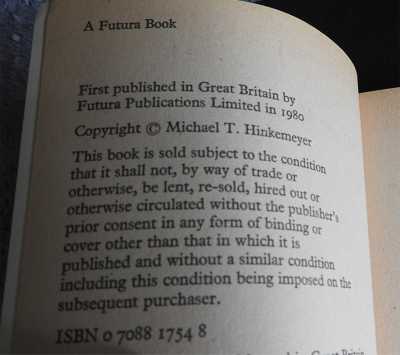 A Futura Book
First published in Great Britain by
Futura Publications Limited in 1980
Copyright © Michael T. Hinkemeyer
This book is sold subject to the condition
that it shall not, by way of trade or
otherwise, be lent, re-sold, hired out or
otherwise circulated without the publisher's
prior consent in any form of binding or
cover other than that in which it is
published and without a similar condition
including this condition being imposed on the
subsequent purchaser.
ISBN 0 7088 1754 8
Great Britain